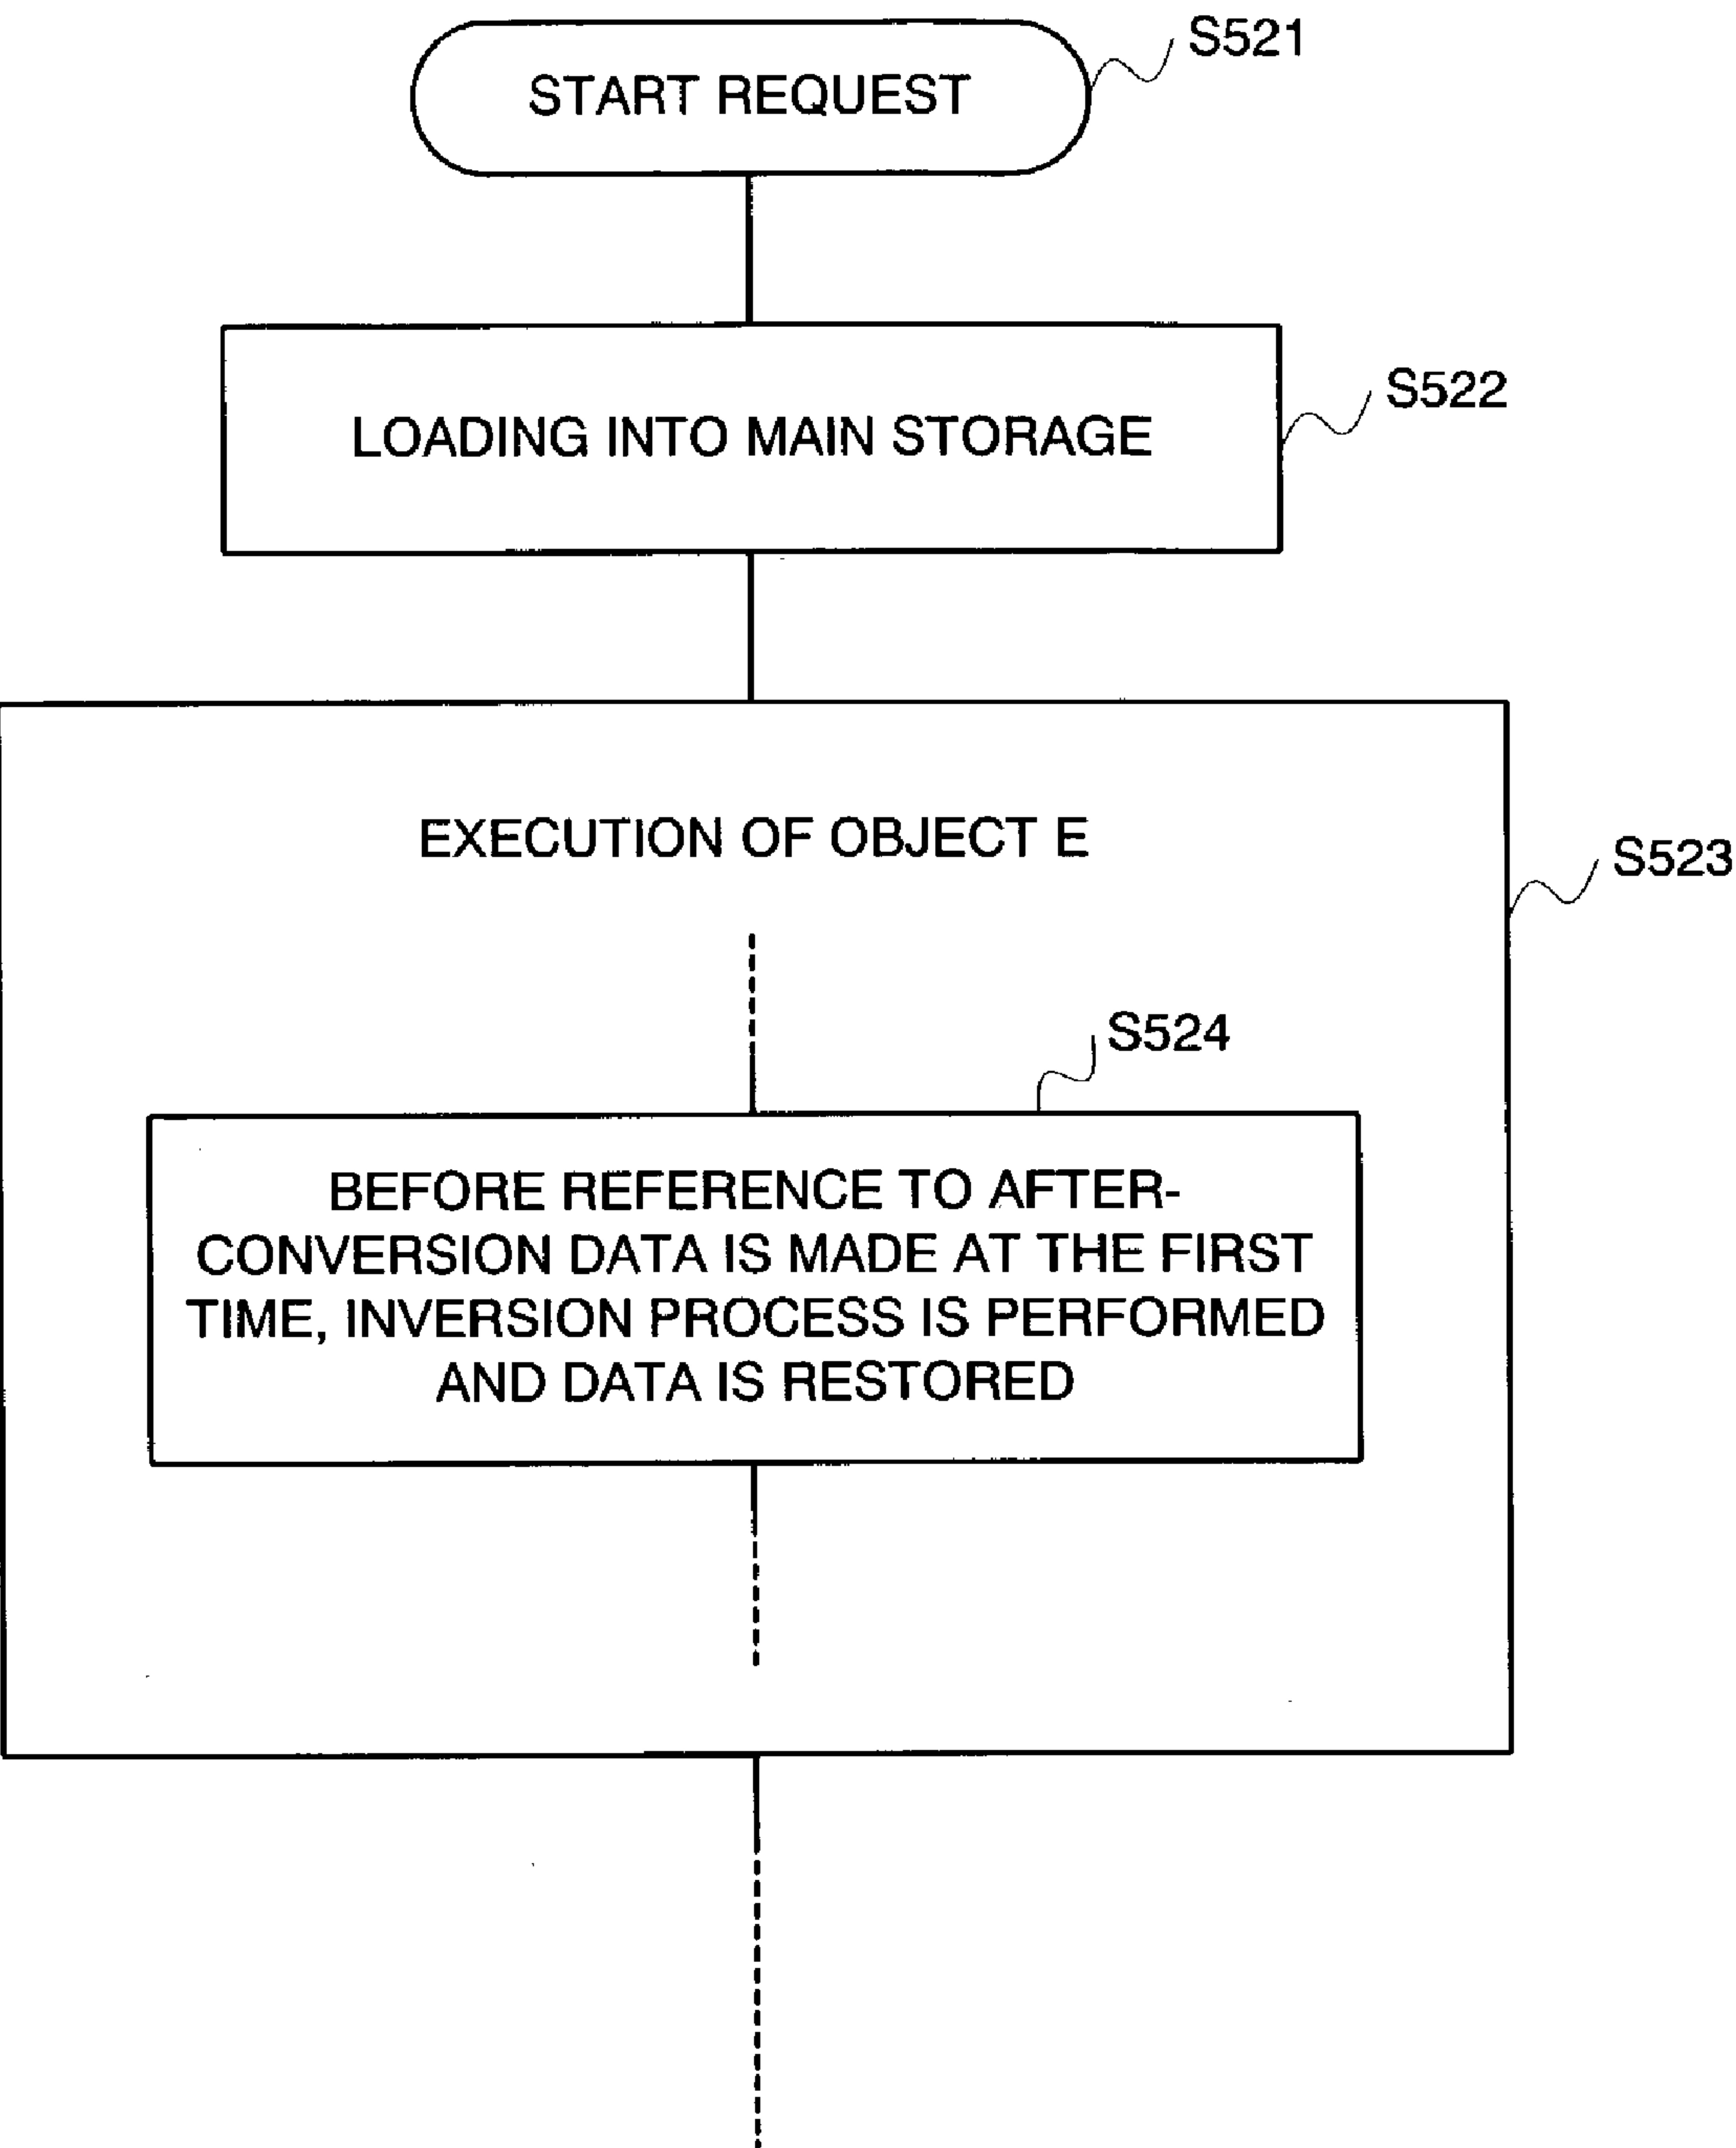 S521
START REQUEST
S522
LOADING INTO MAIN STORAGE
EXECUTION OF OBJECT E
S523
S524
BEFORE REFERENCE TO AFTER-
CONVERSION DATA IS MADE AT THE FIRST
TIME, INVERSION PROCESS IS PERFORMED
AND DATA IS RESTORED